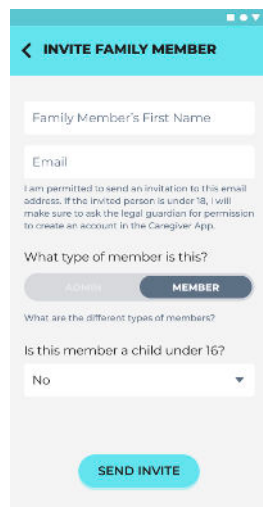 INVITE FAMILY MEMBER
Family Member's First Name
Email
I am permitted to send an invitation to this email
address. If the invited person is under 18, I will
make sure to ask the legal guardian for permission
to create an account in the Caregiver App.
What type of member is this?
ADMIN MEMBER
What are the different types of members?
Is this member a child under 16?
No
SEND INVITE